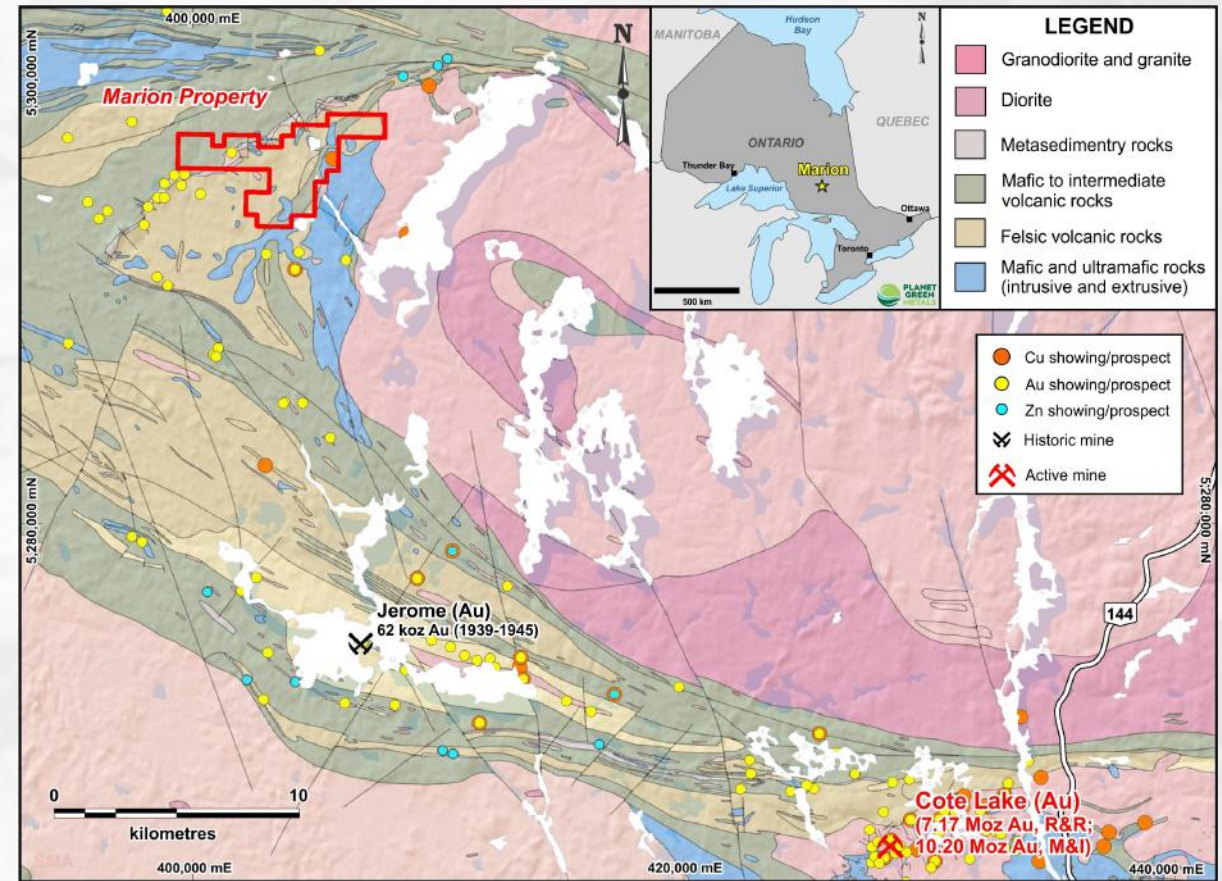 400,000 mE
5,300,000 mN
Marion Property
N
MANITOBA
Hudson
Bay
N
QUEBEC
ONTARIO
Thunder Bay
Marion
Lake Superior
Ottawa
Toronto
500 km
PLANET
GREEN
METALS
LEGEND
Granodiorite and granite
Diorite
Metasedimentry rocks
Mafic to intermediate
volcanic rocks
Felsic volcanic rocks
Mafic and ultramafic rocks
(intrusive and extrusive)
Cu showing/prospect
Au showing/prospect
Zn showing/prospect
Historic mine
Active mine
5,280,000 mN
5,280,000 mN
Jerome (Au)
62 koz Au (1939-1945)
144
0 10
kilometres
Cote Lake (Au)
(7.17 Moz Au, R&R;
10.20 Moz Au, M&I)
SMA
400,000 mE
420,000 mE
440,000 mE